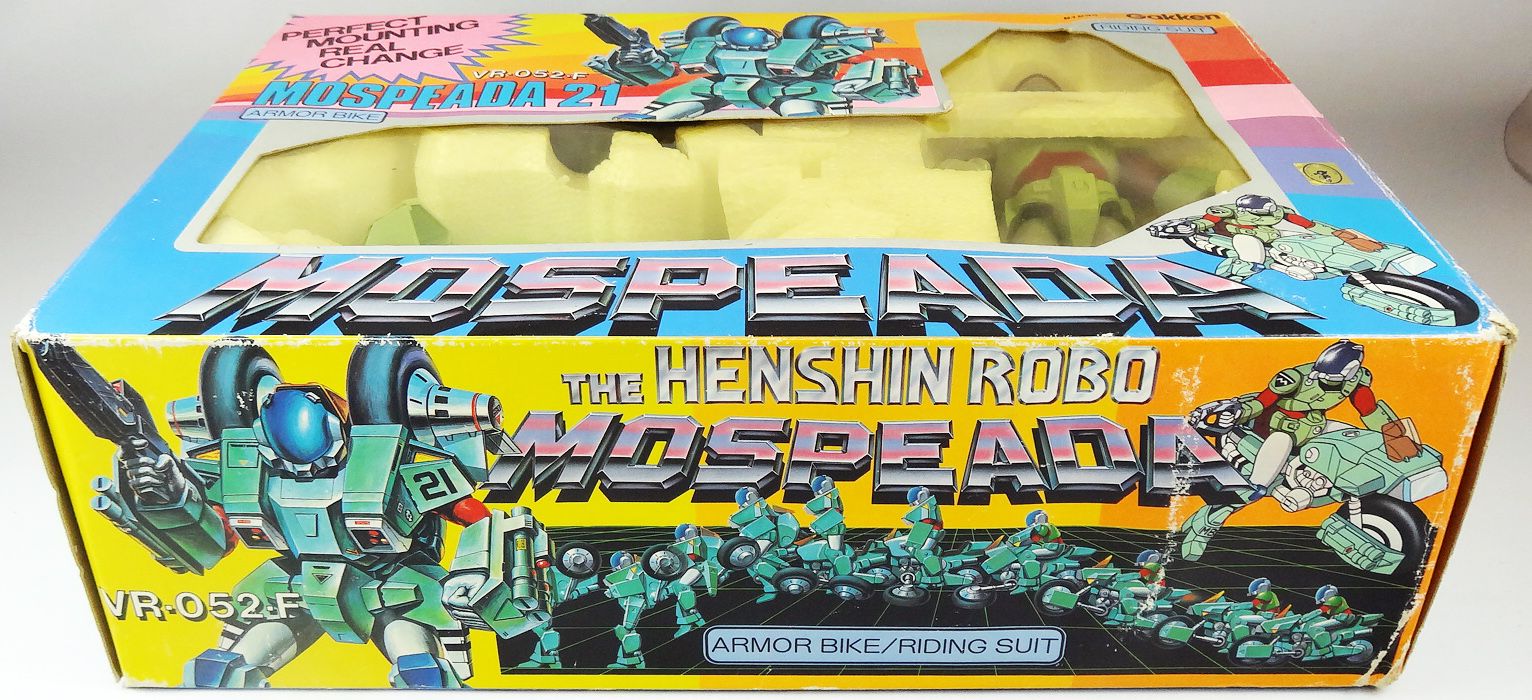 PERFECT
MOUNTING
REAL
CHANGE
VR-052-F
MOSPEADA 21
ARMOR BIKE
Gakken
RIDING SUIT
21
MOSPEADA
THE HENSHIN ROBO
MOSPEADA
21
VR-052-F
ARMOR BIKE/RIDING SUIT